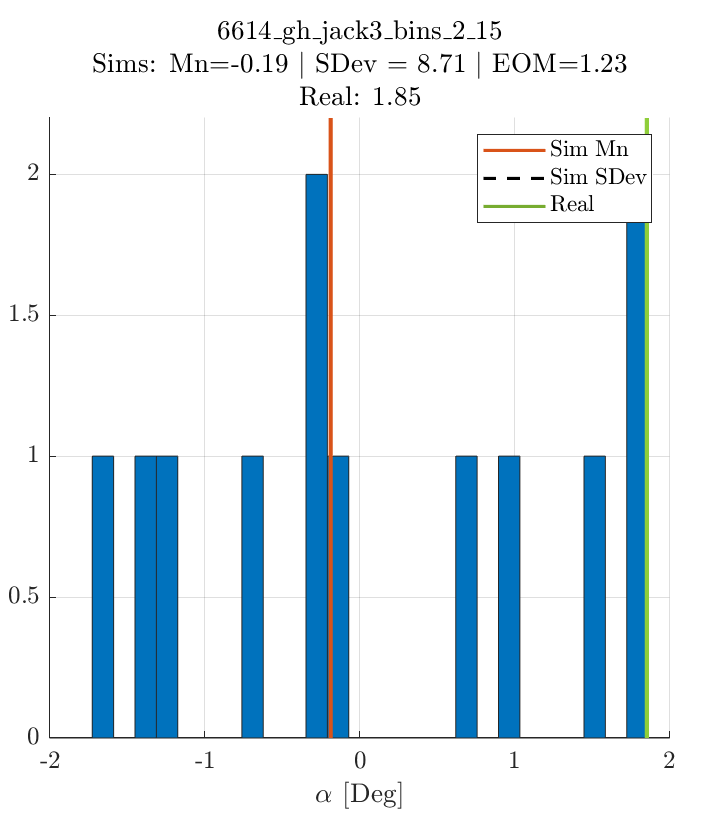 6614_gh_jack3_bins_2_15
Sims: Mn=-0.19 | SDev = 8.71 | EOM=1.23
Real: 1.85
Sim Mn
Sim SDev
Real
2
1.5
1
0.5
0
-2 -1 0 1 2
α [Deg]